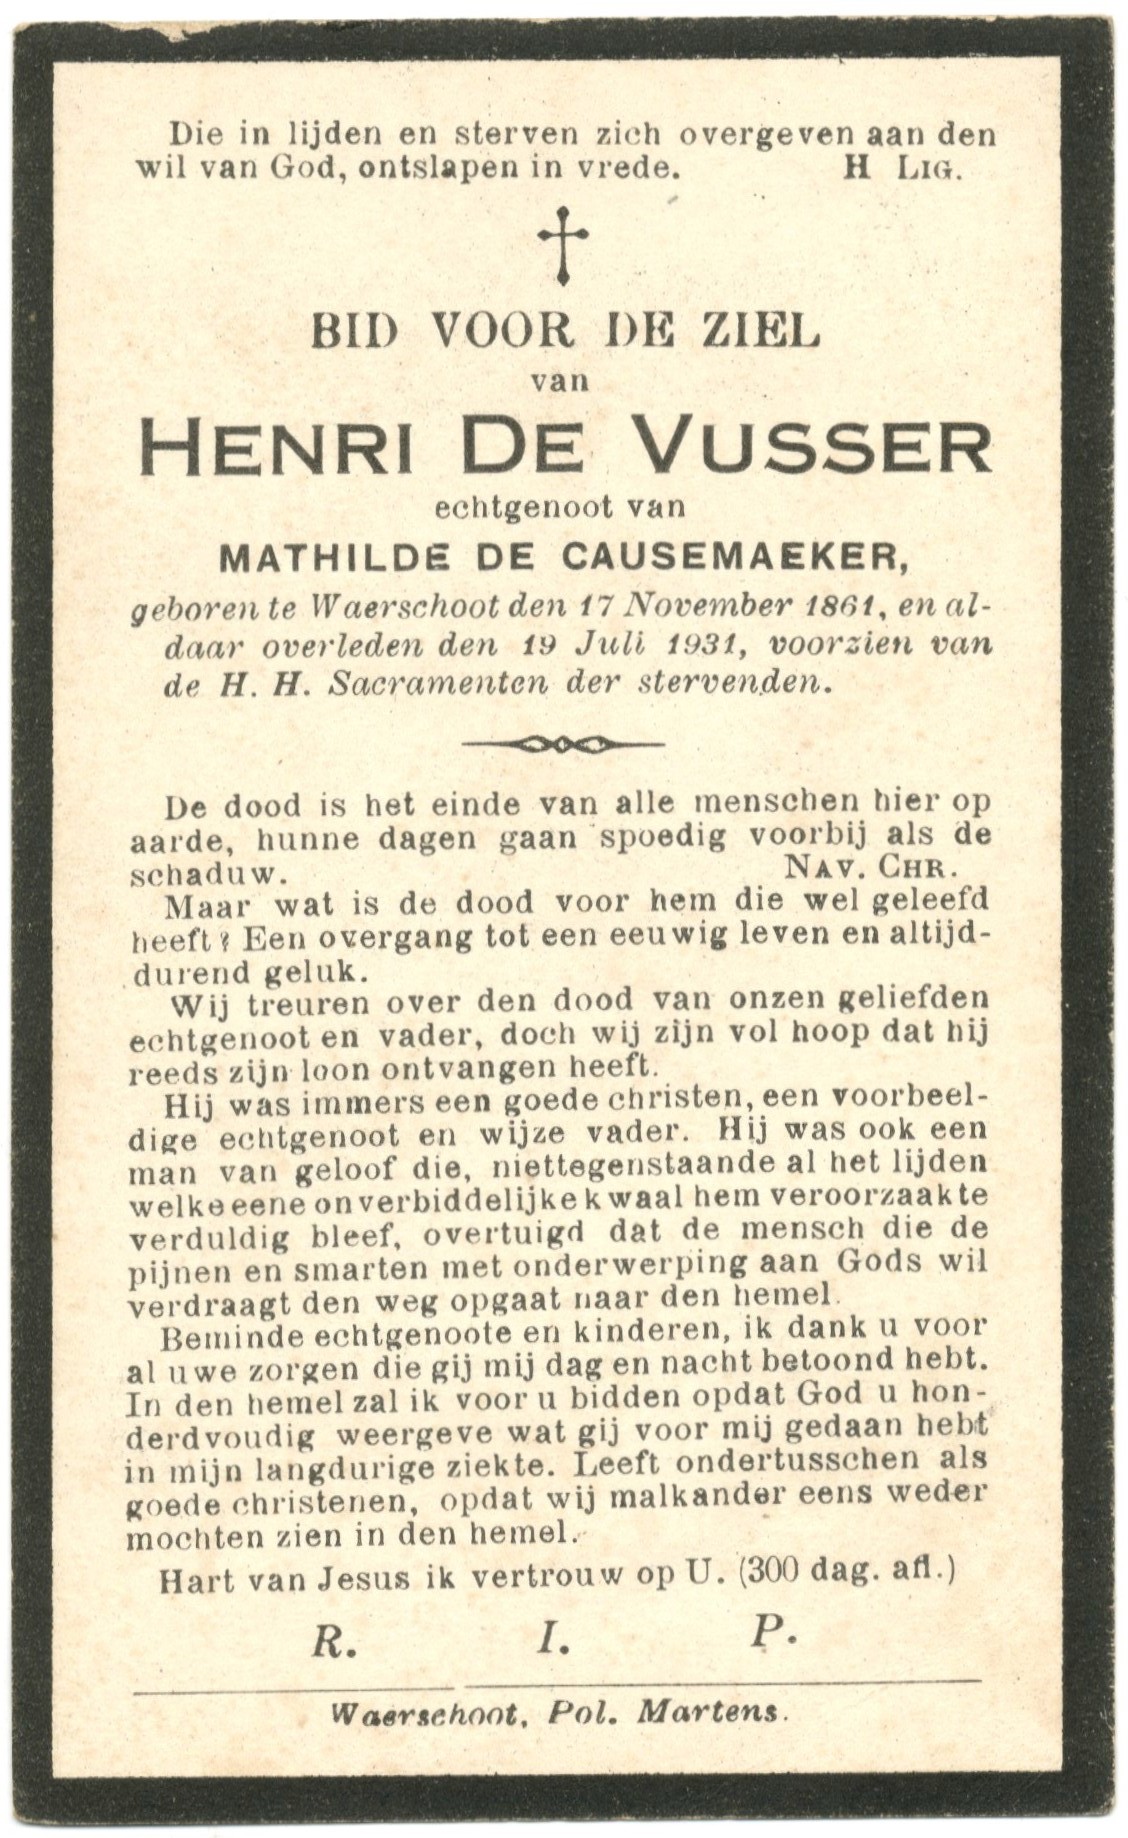 Die in lijden en sterven zich overgeven aan den
wil van God, ontslapen in vrede. H Lig.
BID VOOR DE ZIEL
van
HENRI DE VUSSER
echtgenoot van
MATHILDE DE CAUSEMAEKER,
geboren te Waerschoot den 17 November 1861, en al-
daar overleden den 19 Juli 1931, voorzien van
de H. H. Sacramenten der stervenden.
De dood is het einde van alle menschen hier op
aarde, hunne dagen gaan spoedig voorbij als de
schaduw. Nav. Chr.
Maar wat is de dood voor hem die wel geleefd
heeft? Een overgang tot een eeuwig leven en altijd-
durend geluk.
Wij treuren over den dood van onzen geliefden
echtgenoot en vader, doch wij zijn vol hoop dat hij
reeds zijn loon ontvangen heeft.
Hij was immers een goede christen, een voorbeel-
dige echtgenoot en wijze vader. Hij was ook een
man van geloof die, niettegenstaande al het lijden
welke eene onverbiddelijke kwaal hem veroorzaakte
verduldig bleef, overtuigd dat de mensch die de
pijnen en smarten met onderwerping aan Gods wil
verdraagt den weg opgaat naar den hemel.
Beminde echtgenoote en kinderen, ik dank u voor
al uwe zorgen die gij mij dag en nacht betoond hebt.
In den hemel zal ik voor u bidden opdat God u hon-
derdvoudig weergeve wat gij voor mij gedaan hebt
in mijn langdurige ziekte. Leeft ondertusschen als
goede christenen, opdat wij malkander eens weder
mochten zien in den hemel.
Hart van Jesus ik vertrouw op U. (300 dag. afl.)
R. I. P.
Waerschoot, Pol. Martens.